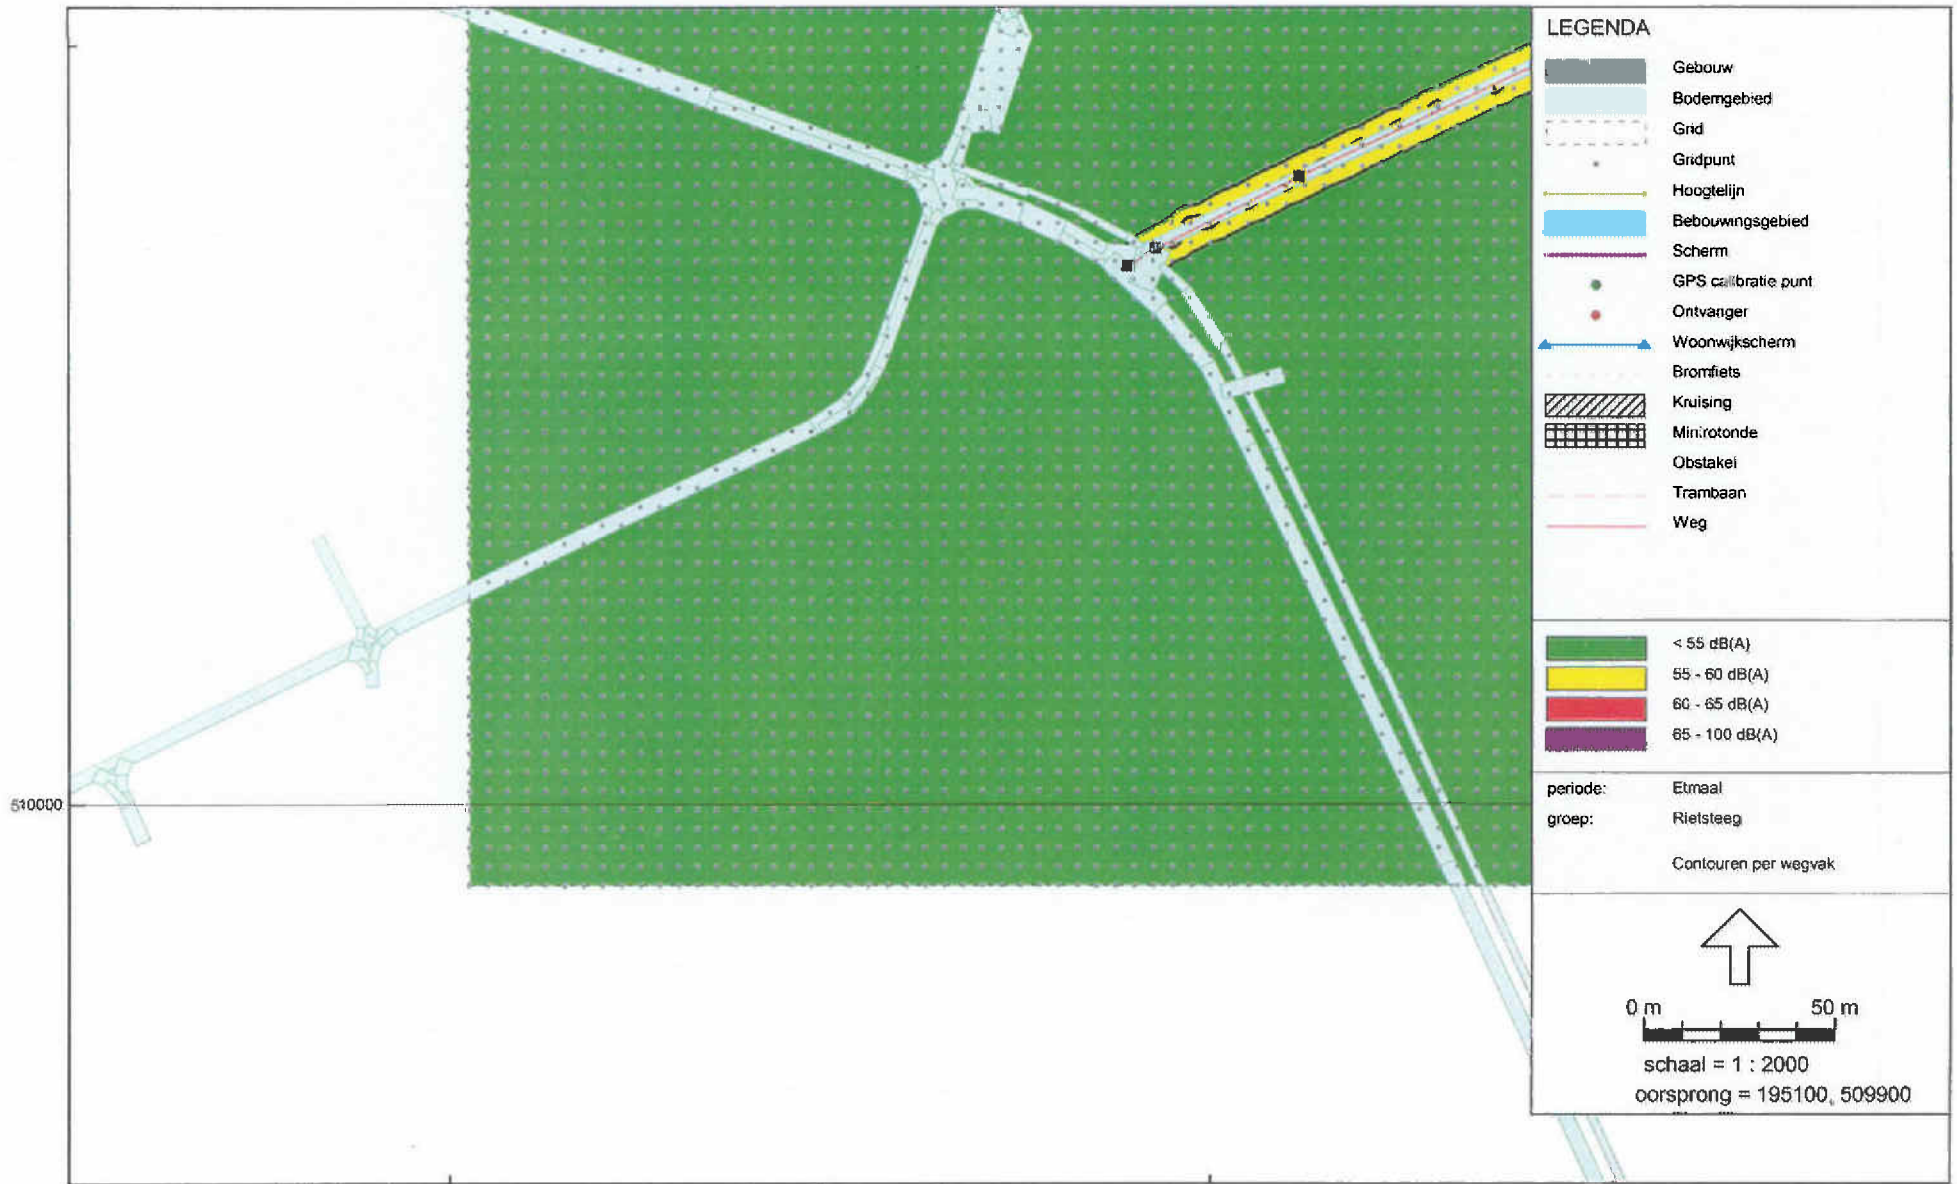 LEGENDA
Gebouw
Bodemgebied
Grid
Gridpunt
Hoogtelijn
Bebouwingsgebied
Scherm
GPS calibratie punt
Ontvanger
Woonwijkscherm
Bromfiets
Kruising
Minirotonde
Obstakel
Trambaan
Weg
< 55 dB(A)
55 - 60 dB(A)
60 - 65 dB(A)
65 - 100 dB(A)
periode: Etmaal
groep: Rietsteeg
Contouren per wegvak
510000
0 m 50 m
schaal = 1 : 2000
oorsprong = 195100, 509900